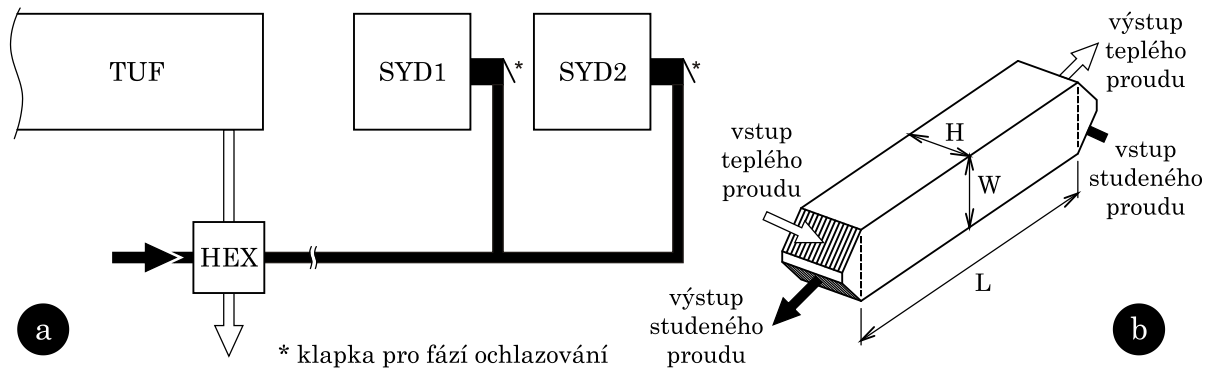 TUF
SYD1
*
SYD2
*
HEX
a
* klapka pro fází ochlazování
výstup
teplého
proudu
vstup
teplého
proudu
H
W
L
vstup
studeného
proudu
výstup
studeného
proudu
b